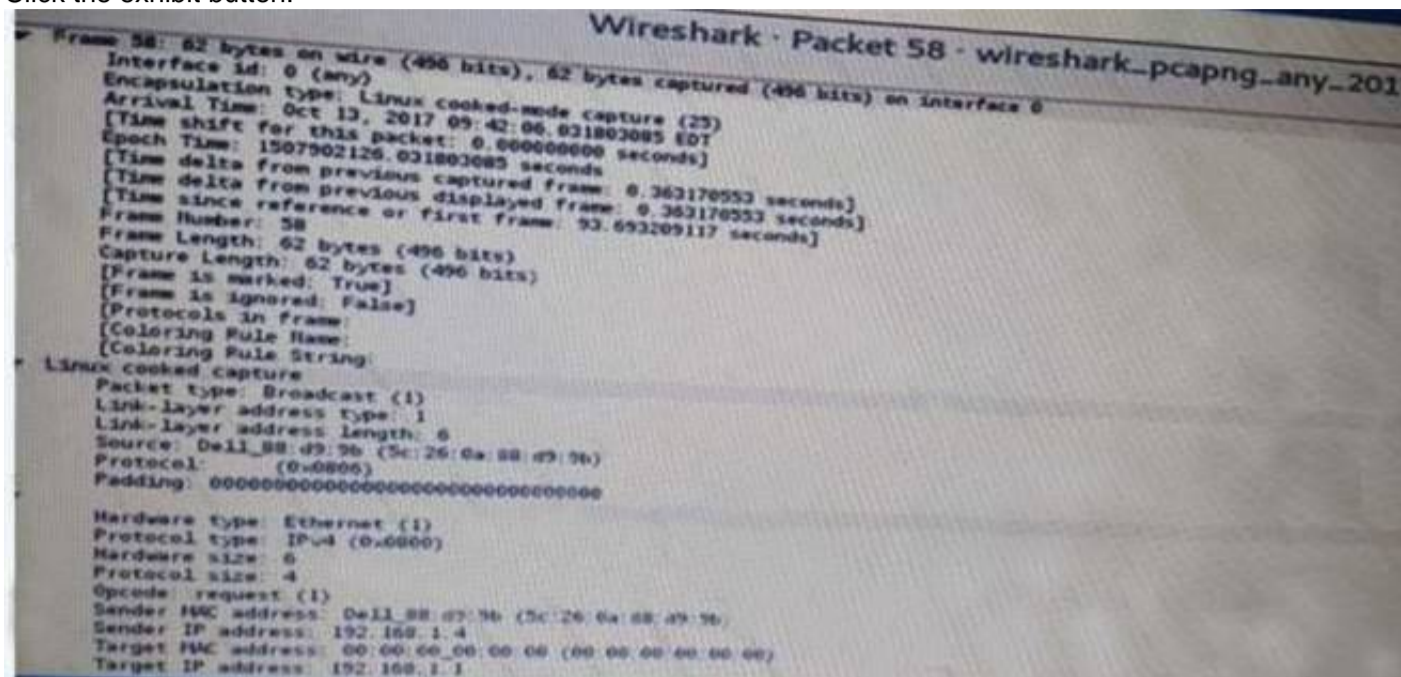 Click the exhibit button.
Wireshark · Packet 58 · wireshark_pcapng_any_201
Frame 58: 62 bytes on wire (496 bits), 62 bytes captured (496 bits) on interface 0
Interface id: 0 (any)
Encapsulation type: Linux cooked-mode capture (25)
Arrival Time: Oct 13, 2017 09:42:06.031803085 EDT
[Time shift for this packet: 0.000000000 seconds]
Epoch Time: 1507902126.031803085 seconds
[Time delta from previous captured frame: 0.363170553 seconds]
[Time delta from previous displayed frame: 0.363170553 seconds]
[Time since reference or first frame: 93.693209117 seconds]
Frame Number: 58
Frame Length: 62 bytes (496 bits)
Capture Length: 62 bytes (496 bits)
[Frame is marked: True]
[Frame is ignored: False]
[Protocols in frame:
[Coloring Rule Name:
[Coloring Rule String:
Linux cooked capture
Packet type: Broadcast (1)
Link-layer address type: 1
Link-layer address length: 6
Source: Dell_88:d9:9b (5c:26:0a:88:d9:9b)
Protocol: (0x0806)
Padding: 00000000000000000000000000000000
Hardware type: Ethernet (1)
Protocol type: IPv4 (0x0800)
Hardware size: 6
Protocol size: 4
Opcode: request (1)
Sender MAC address: Dell_88:d9:9b (5c:26:0a:88:d9:9b)
Sender IP address: 192.168.1.4
Target MAC address: 00:00:00_00:00:00 (00:00:00:00:00:00)
Target IP address: 192.168.1.1